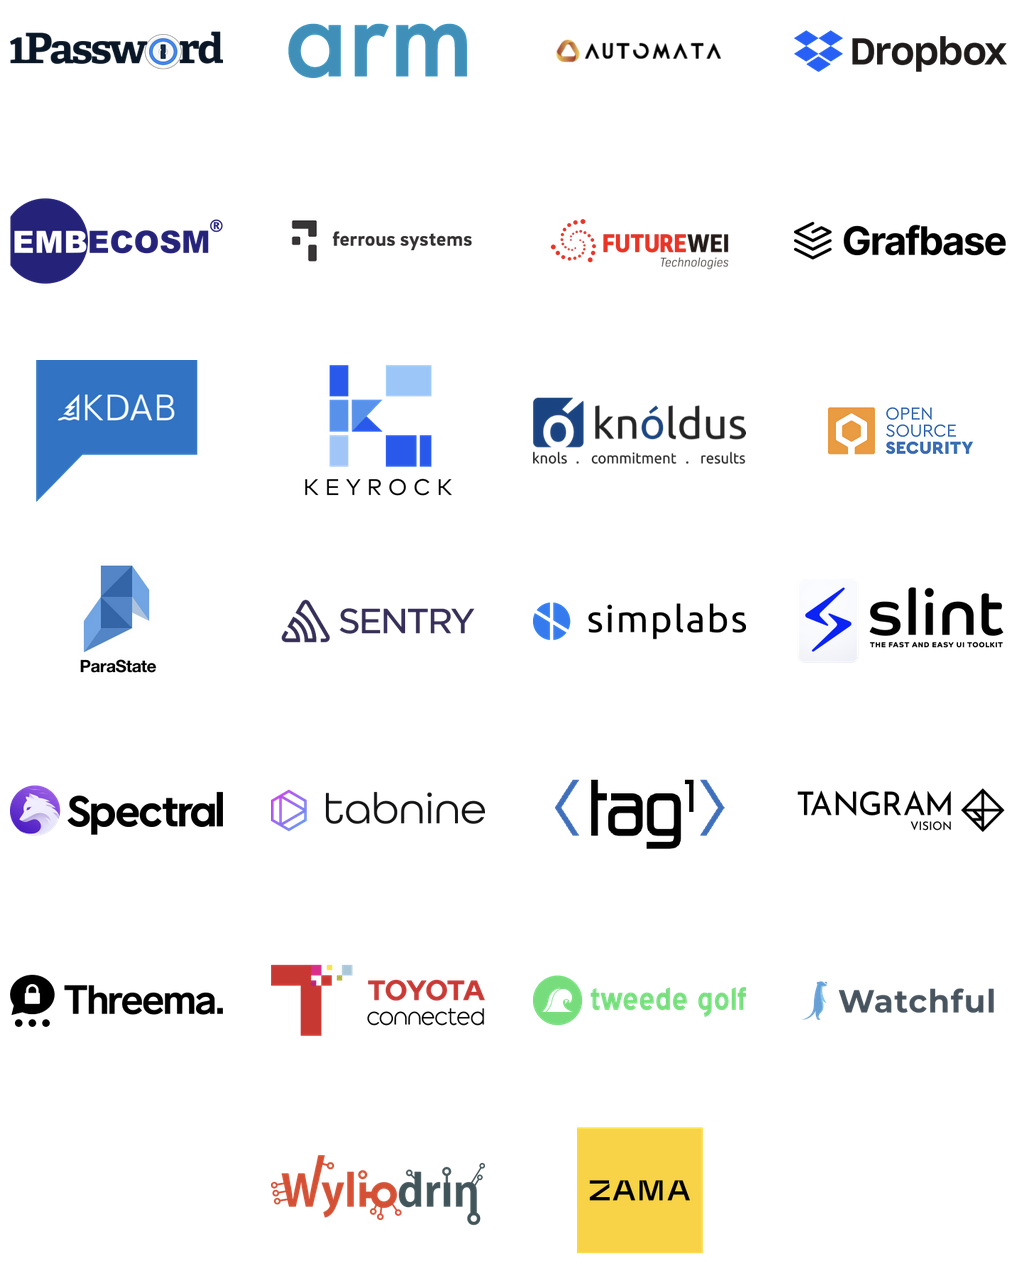 1Password
arm
AUTOMATA
Dropbox
EMBECOSM®
ferrous systems
FUTUREWEI
Technologies
Grafbase
KDAB
KEYROCK
knóldus
knols . commitment . results
OPEN
SOURCE
SECURITY
ParaState
SENTRY
simplabs
slint
THE FAST AND EASY UI TOOLKIT
Spectral
tabnine
⟨tag1⟩
TANGRAM
VISION
Threema.
TOYOTA
connected
tweede golf
Watchful
Wyliodrin
ZAMA